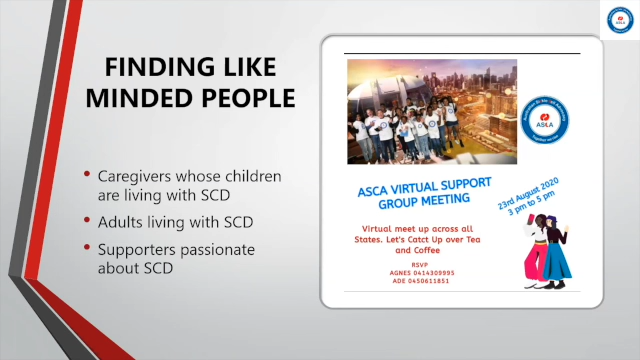 FINDING LIKE
MINDED PEOPLE
Caregivers whose children
are living with SCD
Adults living with SCD
Supporters passionate
about SCD
ASCA VIRTUAL SUPPORT
GROUP MEETING
23rd August 2020
3 pm to 5 pm
Virtual meet up across all
States. Let's Catct Up over Tea
and Coffee
RSVP
AGNES 0414309995
ADE 0450611851